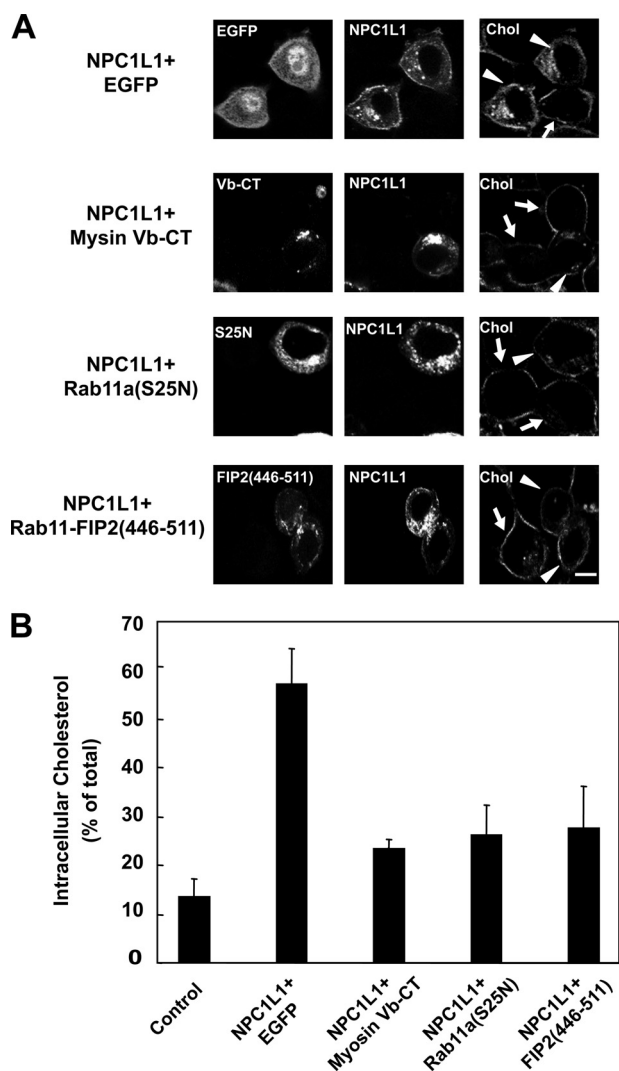 A
NPC1L1+
EGFP
EGFP
NPC1L1
Chol
NPC1L1+
Mysin Vb-CT
Vb-CT
NPC1L1
Chol
NPC1L1+
Rab11a(S25N)
S25N
NPC1L1
Chol
NPC1L1+
Rab11-FIP2(446-511)
FIP2(446-511)
NPC1L1
Chol
B
Intracellular Cholesterol
(% of total)
70
60
50
40
30
20
10
0
Control
NPC1L1+
EGFP
NPC1L1+
Myosin Vb-CT
NPC1L1+
Rab11a(S25N)
NPC1L1+
FIP2(446-511)